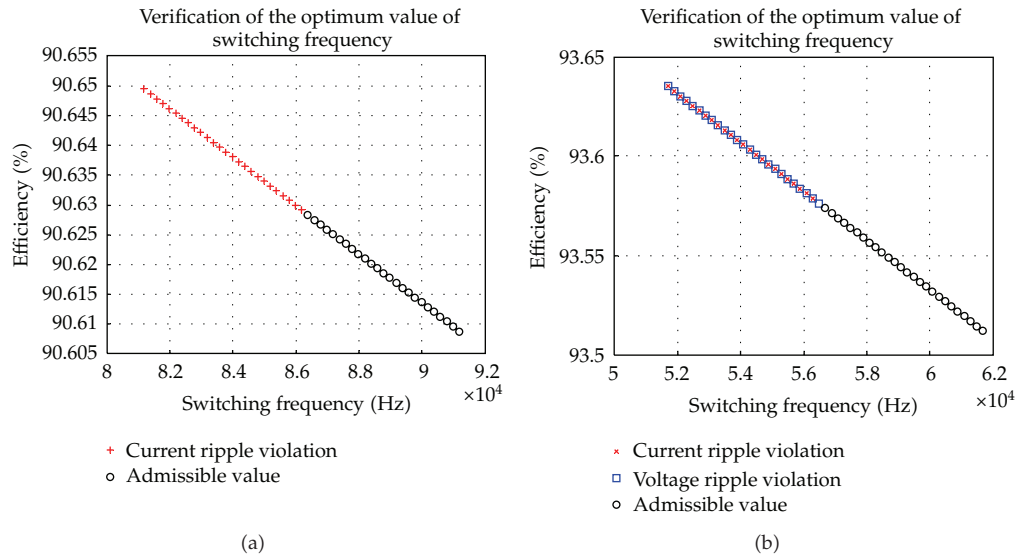 Verification of the optimum value of
switching frequency
90.655
90.65
90.645
90.64
90.635
90.63
90.625
90.62
90.615
90.61
90.605
Efficiency (%)
8 8.2 8.4 8.6 8.8 9 1 9.2
×10⁴
Switching frequency (Hz)
Current ripple violation
Admissible value
(a)
Verification of the optimum value of
switching frequency
93.65
93.6
93.55
93.5
Efficiency (%)
5 5.2 5.4 5.6 5.8 6 1 6.2
×10⁴
Switching frequency (Hz)
Current ripple violation
Voltage ripple violation
Admissible value
(b)